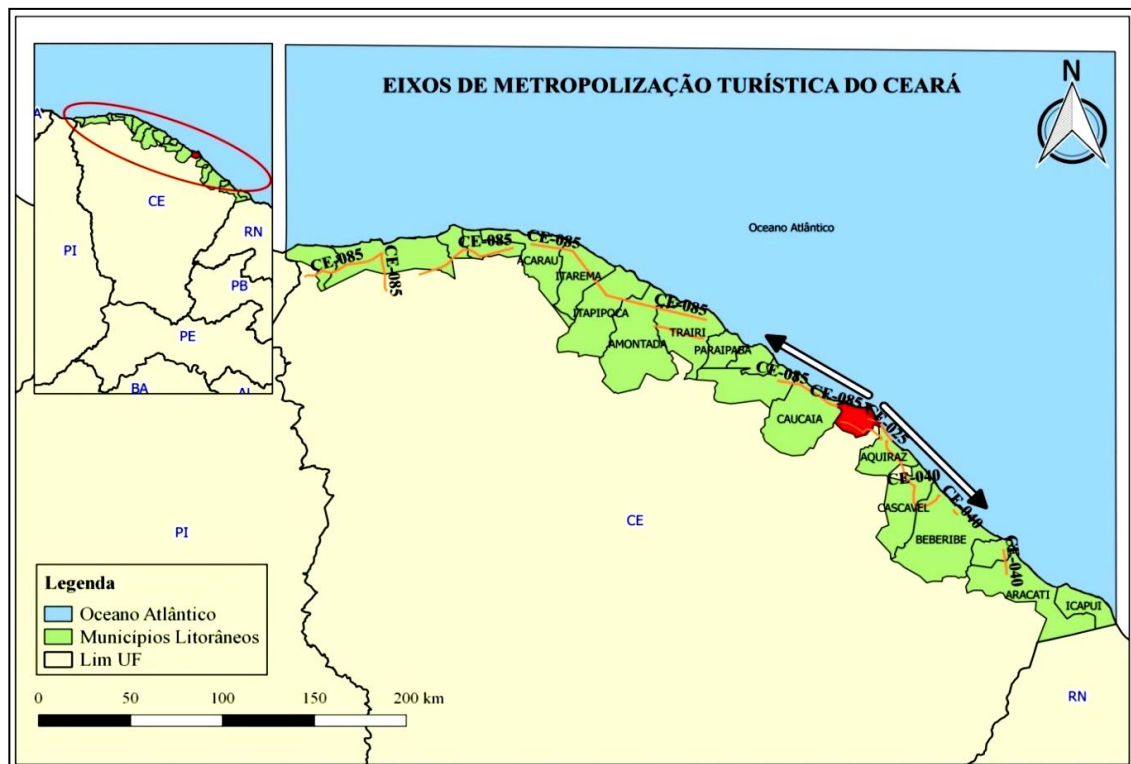 EIXOS DE METROPOLIZAÇÃO TURÍSTICA DO CEARÁ
N
A
CE
PI
RN
PB
PE
BA
AL
Oceano Atlântico
CE-085
CE-085
CE-085
CE-085
ACARAU
ITAREMA
ITAPIPOCA
AMONTADA
CE-085
TRAIRI
PARAIPABA
CE-085
CE-085
CAUCAIA
CE-025
AQUIRAZ
CE-040
CASCAVEL
CE-040
BEBERIBE
CE-040
ARACATI
ICAPUI
CE
PI
RN
Legenda
Oceano Atlântico
Municípios Litorâneos
Lim UF
0 50 100 150 200 km